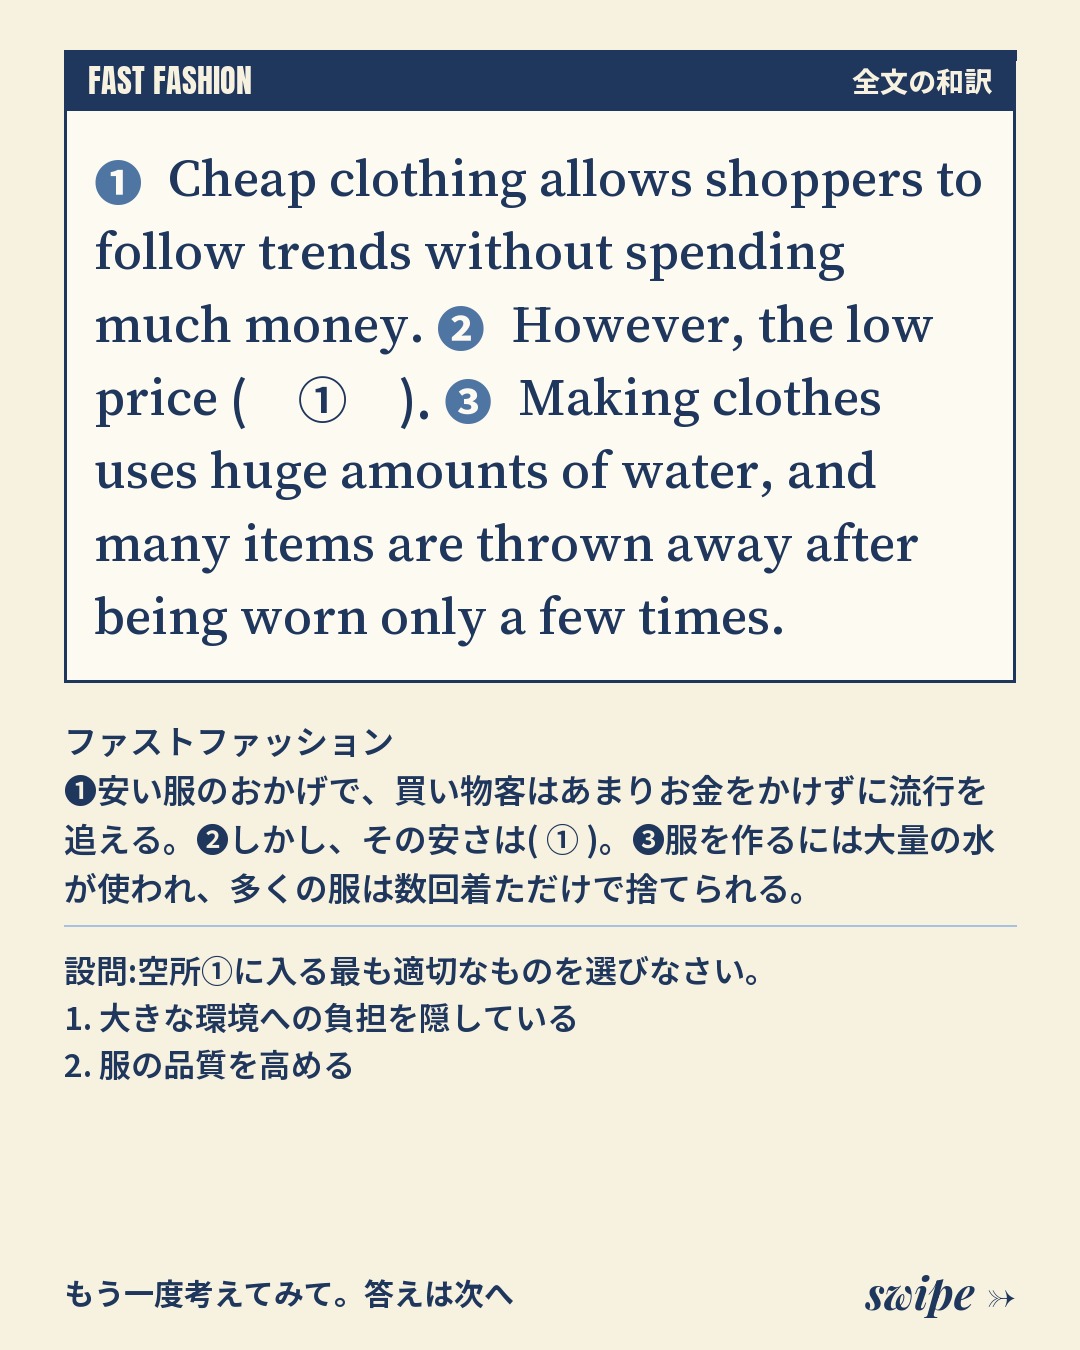 FAST FASHION
全文の和訳
❶ Cheap clothing allows shoppers to
follow trends without spending
much money. ❷ However, the low
price ( ① ). ❸ Making clothes
uses huge amounts of water, and
many items are thrown away after
being worn only a few times.
ファストファッション
❶安い服のおかげで、買い物客はあまりお金をかけずに流行を
追える。❷しかし、その安さは( ① )。❸服を作るには大量の水
が使われ、多くの服は数回着ただけで捨てられる。
設問:空所①に入る最も適切なものを選びなさい。
1. 大きな環境への負担を隠している
2. 服の品質を高める
もう一度考えてみて。答えは次へ
swipe